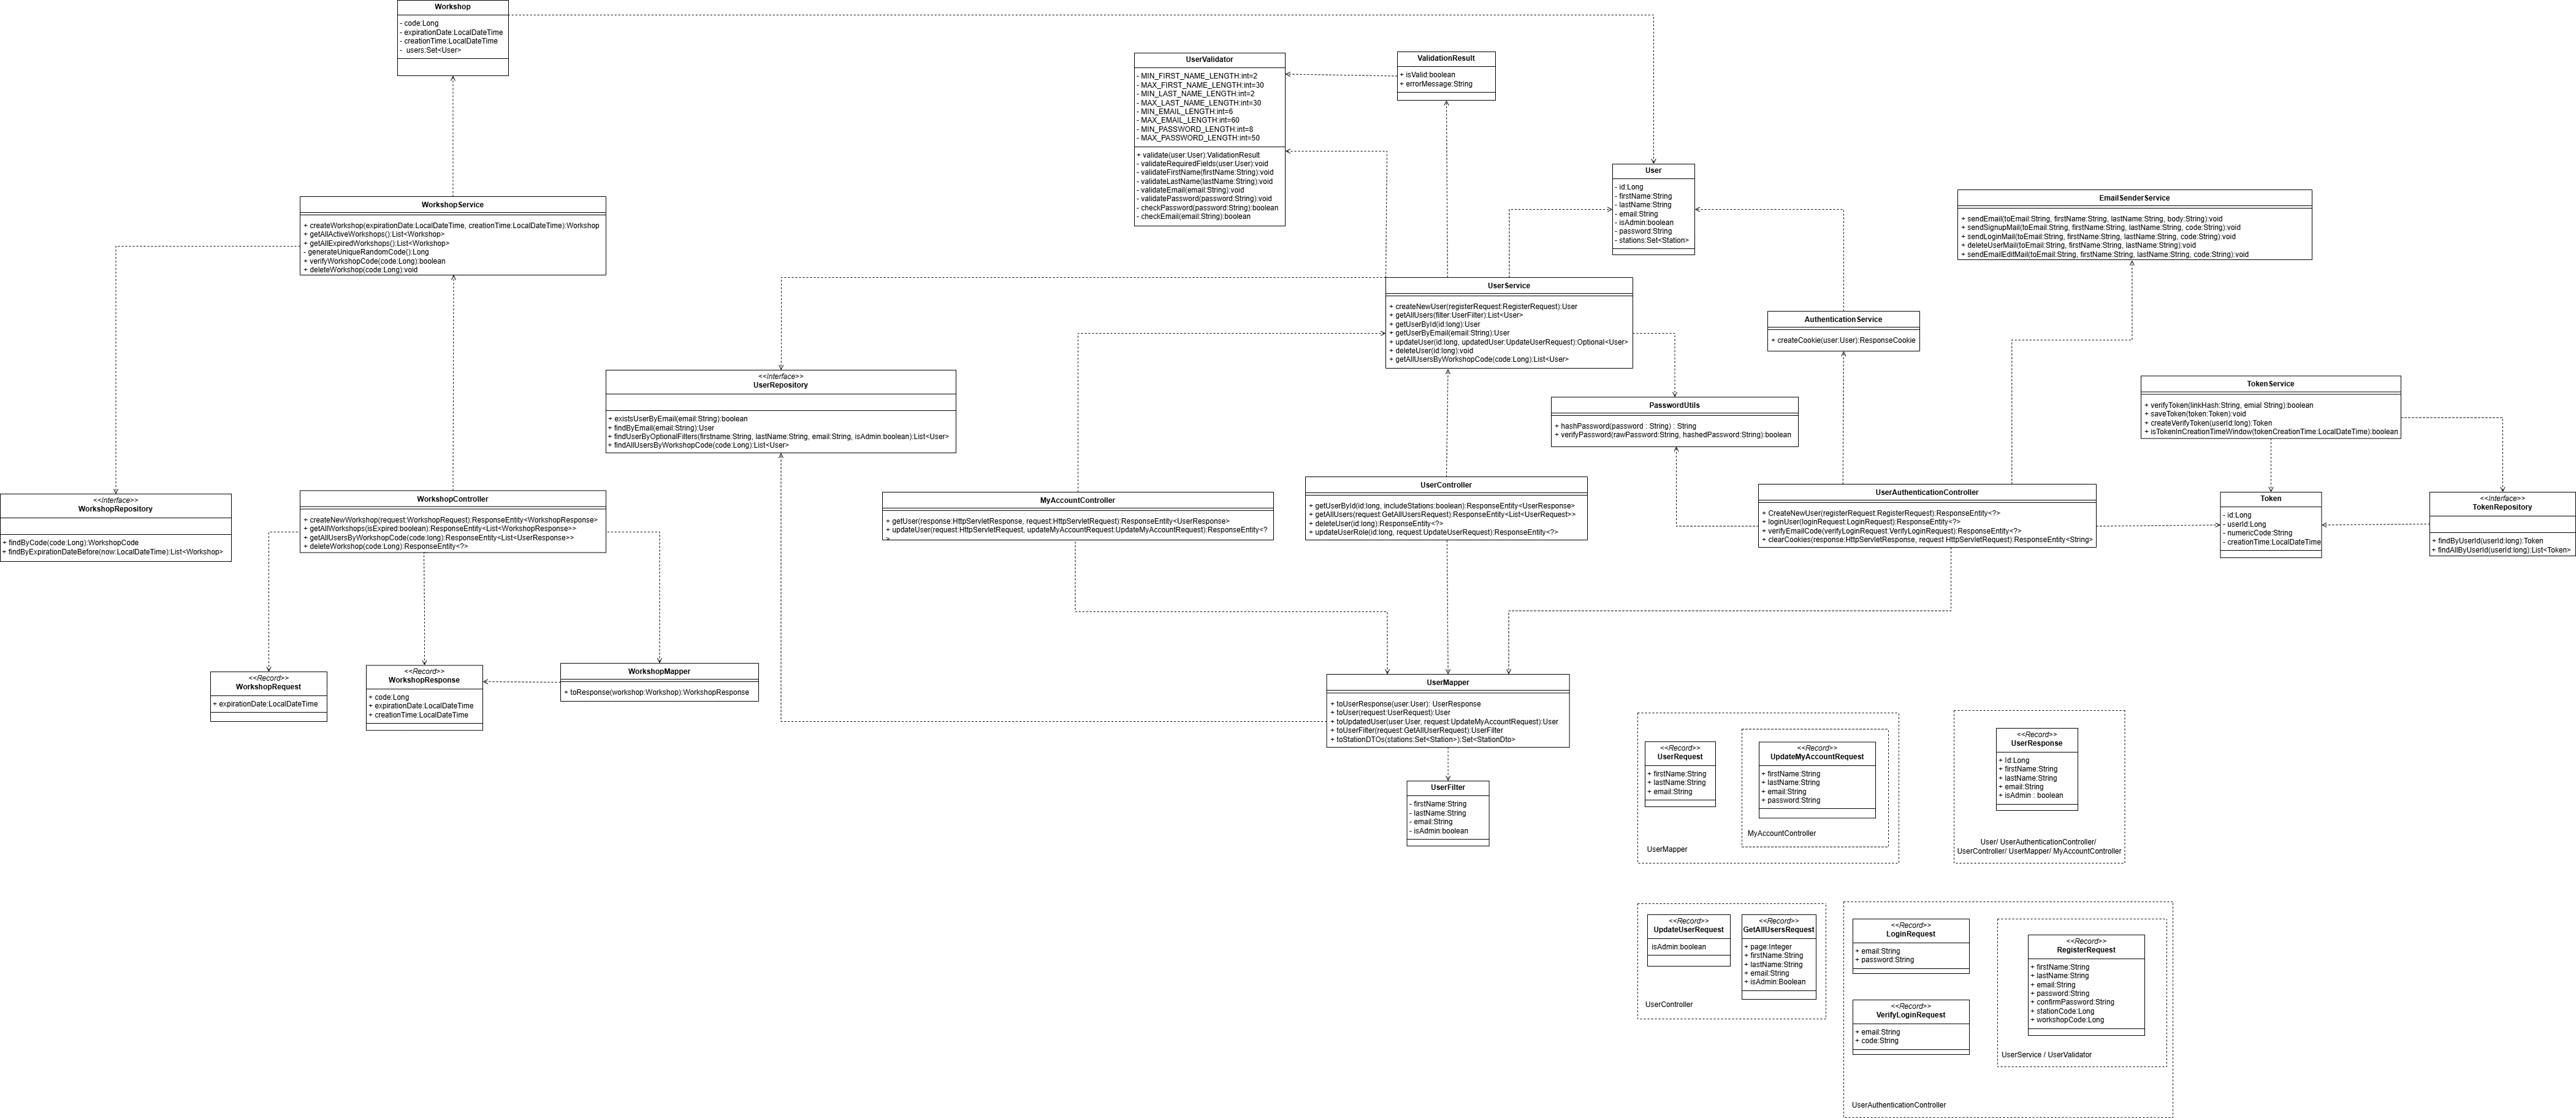 Workshop
- code:Long
- expirationDate:LocalDateTime
- creationTime:LocalDateTime
- users:Set<User>
UserValidator
- MIN_FIRST_NAME_LENGTH:int=2
- MAX_FIRST_NAME_LENGTH:int=30
- MIN_LAST_NAME_LENGTH:int=2
- MAX_LAST_NAME_LENGTH:int=30
- MIN_EMAIL_LENGTH:int=6
- MAX_EMAIL_LENGTH:int=60
- MIN_PASSWORD_LENGTH:int=8
- MAX_PASSWORD_LENGTH:int=50
+ validate(user:User):ValidationResult
- validateRequiredFields(user:User):void
- validateFirstName(firstName:String):void
- validateLastName(lastName:String):void
- validateEmail(email:String):void
- validatePassword(password:String):void
- checkPassword(password:String):boolean
- checkEmail(email:String):boolean
ValidationResult
+ isValid:boolean
+ errorMessage:String
User
- id:Long
- firstName:String
- lastName:String
- email:String
- isAdmin:boolean
- password:String
- stations:Set<Station>
EmailSenderService
+ sendEmail(toEmail:String, firstName:String, lastName:String, body:String):void
+ sendSignupMail(toEmail:String, firstName:String, lastName:String, code:String):void
+ sendLoginMail(toEmail:String, firstName:String, lastName:String, code:String):void
+ deleteUserMail(toEmail:String, firstName:String, lastName:String):void
+ sendEmailEditMail(toEmail:String, firstName:String, lastName:String, code:String):void
WorkshopService
+ createWorkshop(expirationDate:LocalDateTime, creationTime:LocalDateTime):Workshop
+ getAllActiveWorkshops():List<Workshop>
+ getAllExpiredWorkshops():List<Workshop>
- generateUniqueRandomCode():Long
+ verifyWorkshopCode(code:Long):boolean
+ deleteWorkshop(code:Long):void
UserService
+ createNewUser(registerRequest:RegisterRequest):User
+ getAllUsers(filter:UserFilter):List<User>
+ getUserById(id:long):User
+ getUserByEmail(email:String):User
+ updateUser(id:long, updatedUser:UpdateUserRequest):Optional<User>
+ deleteUser(id:long):void
+ getAllUsersByWorkshopCode(code:Long):List<User>
AuthenticationService
+ createCookie(user:User):ResponseCookie
<<Interface>>
UserRepository
+ existsUserByEmail(email:String):boolean
+ findByEmail(email:String):User
+ findUserByOptionalFilters(firstname:String, lastName:String, email:String, isAdmin:boolean):List<User>
+ findAllUsersByWorkshopCode(code:Long):List<User>
PasswordUtils
+ hashPassword(password : String) : String
+ verifyPassword(rawPassword:String, hashedPassword:String):boolean
TokenService
+ verifyToken(linkHash:String, emial String):boolean
+ saveToken(token:Token):void
+ createVerifyToken(userId:long):Token
+ isTokenInCreationTimeWindow(tokenCreationTime:LocalDateTime):boolean
<<Interface>>
WorkshopRepository
+ findByCode(code:Long):WorkshopCode
+ findByExpirationDateBefore(now:LocalDateTime):List<Workshop>
WorkshopController
+ createNewWorkshop(request:WorkshopRequest):ResponseEntity<WorkshopResponse>
+ getAllWorkshops(isExpired:boolean):ResponseEntity<List<WorkshopResponse>>
+ getAllUsersByWorkshopCode(code:long):ResponseEntity<List<UserResponse>>
+ deleteWorkshop(code:Long):ResponseEntity<?>
MyAccountController
+ getUser(response:HttpServletResponse, request:HttpServletRequest):ResponseEntity<UserResponse>
+ updateUser(request:HttpServletRequest, updateMyAccountRequest:UpdateMyAccountRequest):ResponseEntity<?
>
UserController
+ getUserById(id:long, includeStations:boolean):ResponseEntity<UserResponse>
+ getAllUsers(request:GetAllUsersRequest):ResponseEntity<List<UserRequest>>
+ deleteUser(id:long):ResponseEntity<?>
+ updateUserRole(id:long, request:UpdateUserRequest):ResponseEntity<?>
UserAuthenticationController
+ CreateNewUser(registerRequest:RegisterRequest):ResponseEntity<?>
+ loginUser(loginRequest:LoginRequest):ResponseEntity<?>
+ verifyEmailCode(verifyLoginRequest:VerifyLoginRequest):ResponseEntity<?>
+ clearCookies(response:HttpServletResponse, request HttpServletRequest):ResponseEntity<String>
Token
- id:Long
- userId:Long
- numericCode:String
- creationTime:LocalDateTime
<<Interface>>
TokenRepository
+ findByUserId(userId:long):Token
+ findAllByUserId(userId:long):List<Token>
<<Record>>
WorkshopRequest
+ expirationDate:LocalDateTime
<<Record>>
WorkshopResponse
+ code:Long
+ expirationDate:LocalDateTime
+ creationTime:LocalDateTime
WorkshopMapper
+ toResponse(workshop:Workshop):WorkshopResponse
UserMapper
+ toUserResponse(user:User): UserResponse
+ toUser(request:UserRequest):User
+ toUpdatedUser(user:User, request:UpdateMyAccountRequest):User
+ toUserFilter(request:GetAllUserRequest):UserFilter
+ toStationDTOs(stations:Set<Station>):Set<StationDto>
UserFilter
- firstName:String
- lastName:String
- email:String
- isAdmin:boolean
<<Record>>
UserRequest
+ firstName:String
+ lastName:String
+ email:String
<<Record>>
UpdateMyAccountRequest
+ firstName:String
+ lastName:String
+ email:String
+ password:String
MyAccountController
UserMapper
<<Record>>
UserResponse
+ id:Long
+ firstName:String
+ lastName:String
+ email:String
+ isAdmin : boolean
User/ UserAuthenticationController/
UserController/ UserMapper/ MyAccountController
<<Record>>
UpdateUserRequest
isAdmin:boolean
<<Record>>
GetAllUsersRequest
+ page:Integer
+ firstName:String
+ lastName:String
+ email:String
+ isAdmin:Boolean
UserController
<<Record>>
LoginRequest
+ email:String
+ password:String
<<Record>>
VerifyLoginRequest
+ email:String
+ code:String
<<Record>>
RegisterRequest
+ firstName:String
+ lastName:String
+ email:String
+ password:String
+ confirmPassword:String
+ stationCode:Long
+ workshopCode:Long
UserService / UserValidator
UserAuthenticationController